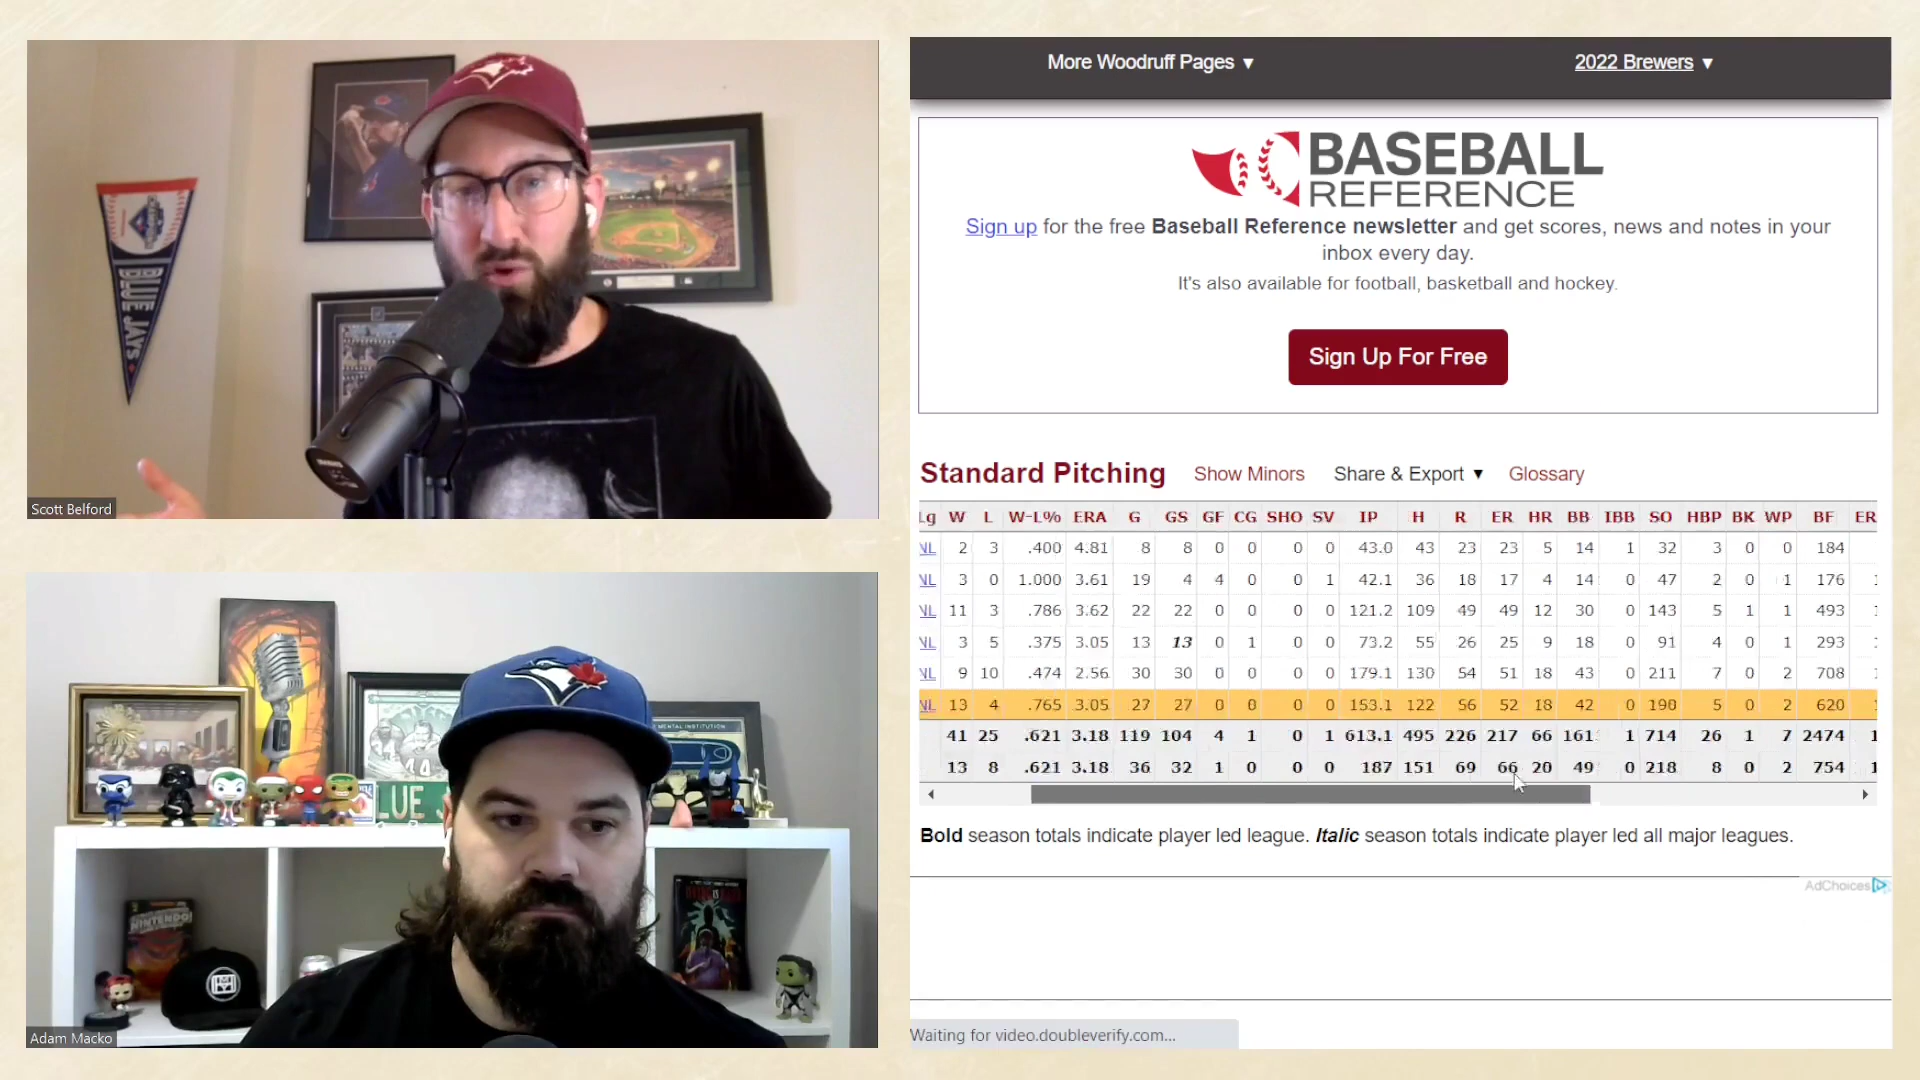 BLUE JAYS
Scott Belford
LUE J
MENTAL INSTITUTION
NINTENDO
Adam Macko
More Woodruff Pages ▼
2022 Brewers ▼
BASEBALL
REFERENCE
Sign up for the free Baseball Reference newsletter and get scores, news and notes in your
inbox every day.
It's also available for football, basketball and hockey.
Sign Up For Free
Standard Pitching Show Minors Share & Export ▼ Glossary
Lg W L W-L% ERA G GS GF CG SHO SV IP H R ER HR BB IBB SO HBP BK WP BF ER
NL 2 3 .400 4.81 8 8 0 0 0 0 43.0 43 23 23 5 14 1 32 3 0 0 184
NL 3 0 1.000 3.61 19 4 4 0 0 1 42.1 36 18 17 4 14 0 47 2 0 1 176 1
NL 11 3 .786 3.62 22 22 0 0 0 0 121.2 109 49 49 12 30 0 143 5 1 1 493 1
NL 3 5 .375 3.05 13 13 0 1 0 0 73.2 55 26 25 9 18 0 91 4 0 1 293 1
NL 9 10 .474 2.56 30 30 0 0 0 0 179.1 130 54 51 18 43 0 211 7 0 2 708 1
NL 13 4 .765 3.05 27 27 0 0 0 0 153.1 122 56 52 18 42 0 190 5 0 2 620 1
41 25 .621 3.18 119 104 4 1 0 1 613.1 495 226 217 66 161 1 714 26 1 7 2474 1
13 8 .621 3.18 36 32 1 0 0 0 187 151 69 66 20 49 0 218 8 0 2 754 1
Bold season totals indicate player led league. Italic season totals indicate player led all major leagues.
AdChoices
Waiting for video.doubleverify.com...